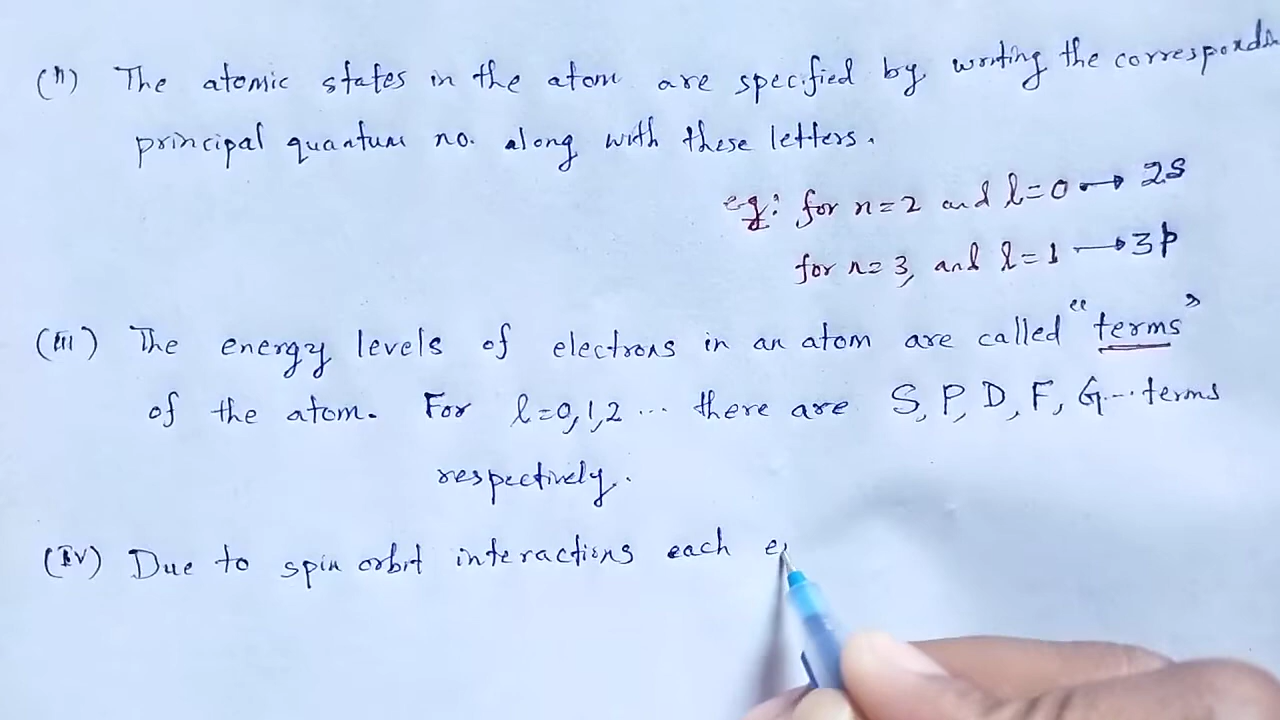 (II) The atomic states in the atom are specified by writing the correspondin
principal quantum no. along with these letters.
eg: for n=2 and l=0 → 2S
for n=3, and l=1 → 3p
(III) The energy levels of electrons in an atom are called "terms"
of the atom. For l=0,1,2 ... there are S, P, D, F, G... terms
respectively.
(IV) Due to spin orbit interactions each e